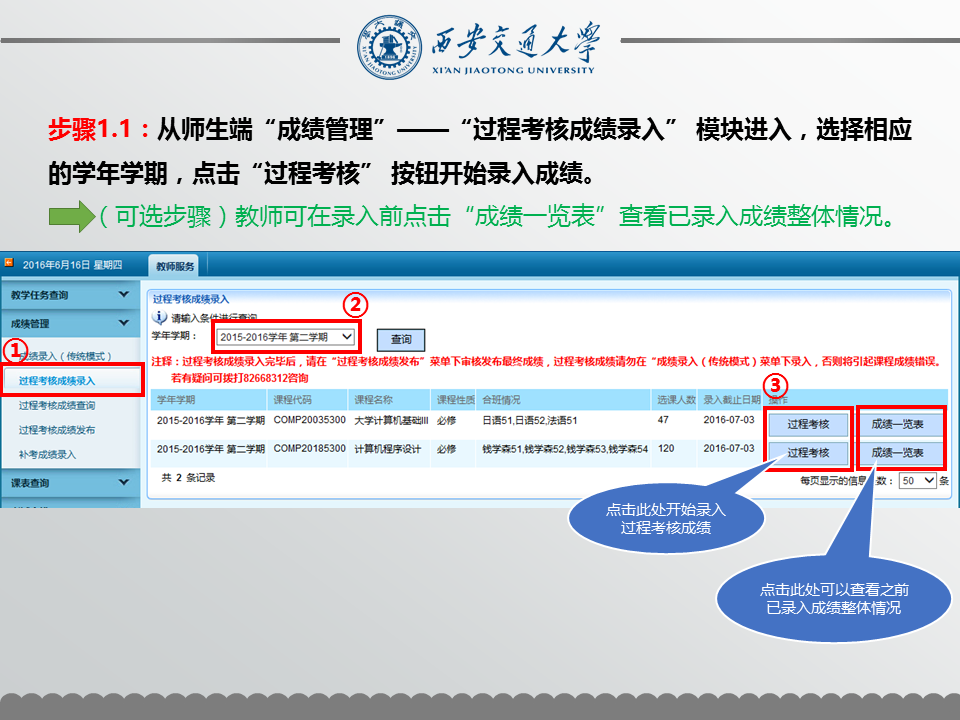 西安交通大学
XI'AN JIAOTONG UNIVERSITY
步骤1.1：从师生端“成绩管理”——“过程考核成绩录入” 模块进入，选择相应
的学年学期，点击“过程考核” 按钮开始录入成绩。
（可选步骤）教师可在录入前点击“成绩一览表”查看已录入成绩整体情况。
2016年6月16日 星期四
教师服务
教学任务查询
成绩管理
①
成绩录入（传统模式）
过程考核成绩录入
过程考核成绩查询
过程考核成绩发布
补考成绩录入
课表查询
过程考核成绩录入
②
请输入条件进行查询
学年学期： 2015-2016学年 第二学期 查询
注释：过程考核成绩录入完毕后，请在“过程考核成绩发布”菜单下审核发布最终成绩，过程考核成绩请勿在“成绩录入（传统模式）菜单下录入，否则将引起课程成绩错误。
若有疑问可拨打82668312咨询
③
学年学期 课程代码 课程名称 课程性质 合班情况 选课人数 录入截止日期 操作
2015-2016学年 第二学期 COMP20035300 大学计算机基础III 必修 日语51,日语52,法语51 47 2016-07-03 过程考核 成绩一览表
2015-2016学年 第二学期 COMP20185300 计算机程序设计 必修 钱学森51,钱学森52,钱学森53,钱学森54 120 2016-07-03 过程考核 成绩一览表
共 2 条记录
每页显示的信息条数： 50 条
点击此处开始录入
过程考核成绩
点击此处可以查看之前
已录入成绩整体情况